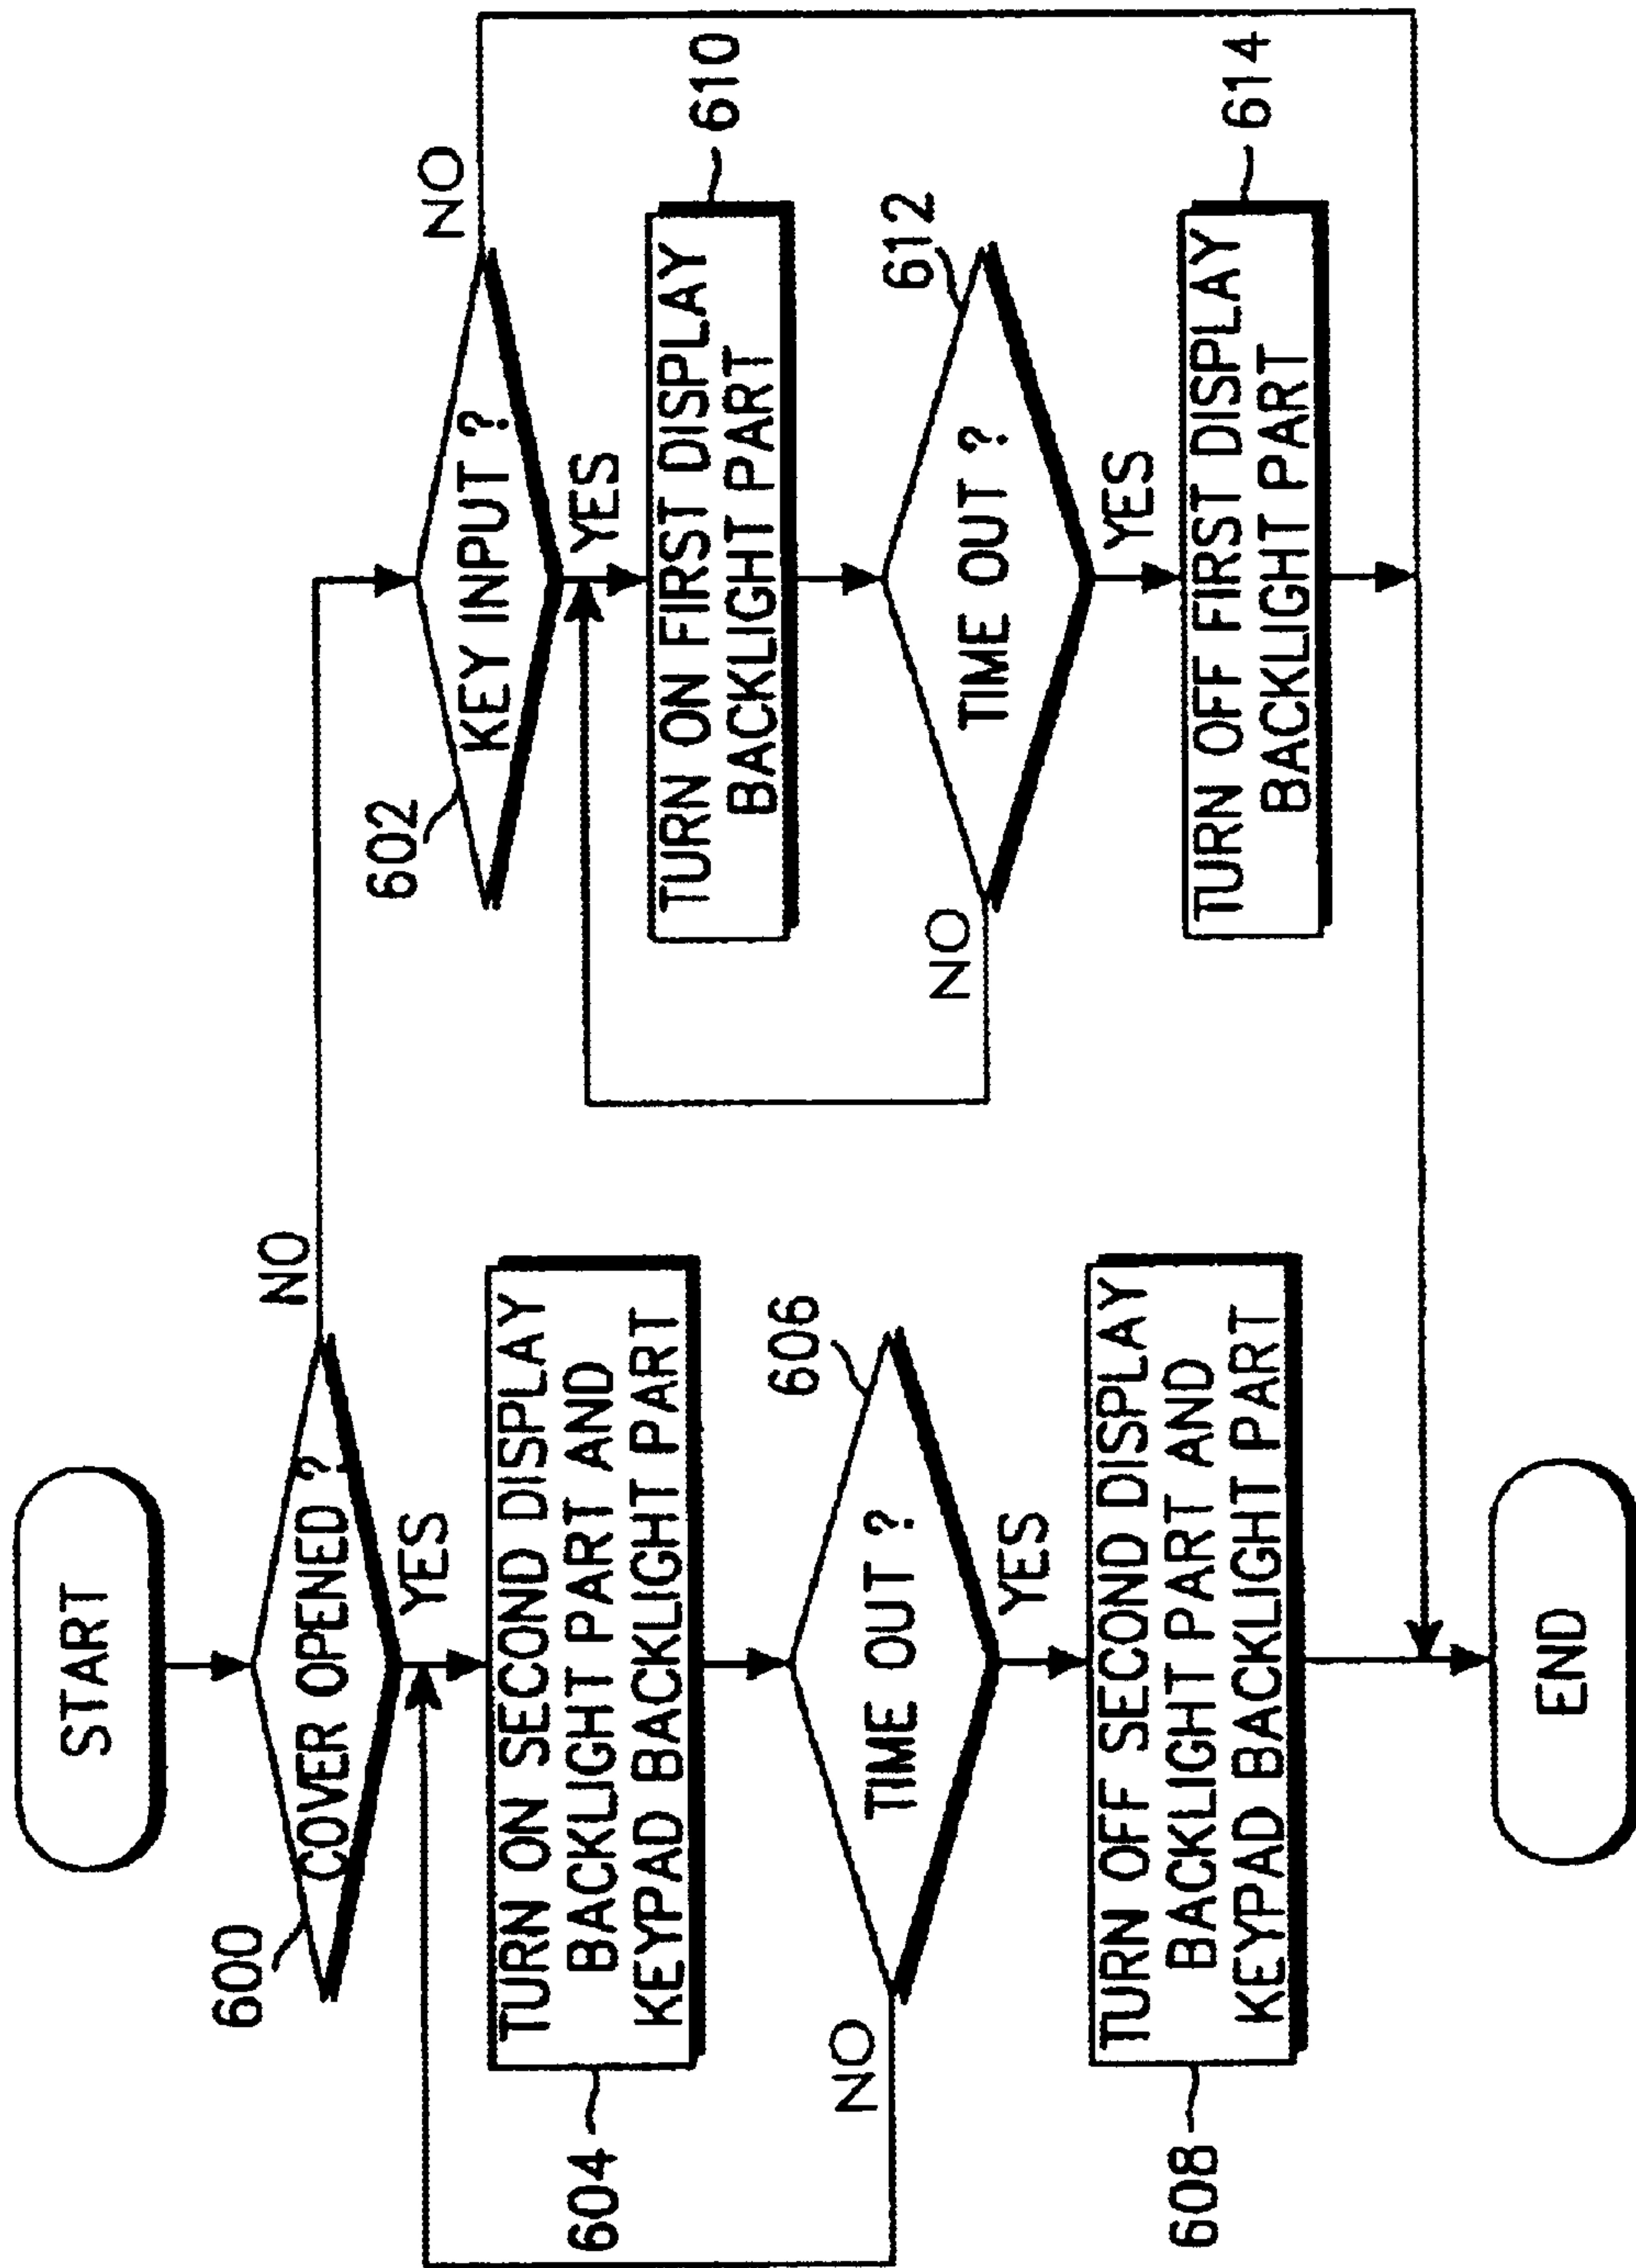 START
600
COVER OPENED ?
NO
YES
604
TURN ON SECOND DISPLAY
BACKLIGHT PART AND
KEYPAD BACKLIGHT PART
606
TIME OUT ?
NO
YES
608
TURN OFF SECOND DISPLAY
BACKLIGHT PART AND
KEYPAD BACKLIGHT PART
END
602
KEY INPUT ?
NO
YES
TURN ON FIRST DISPLAY
BACKLIGHT PART
610
612
TIME OUT ?
NO
YES
TURN OFF FIRST DISPLAY
BACKLIGHT PART
614